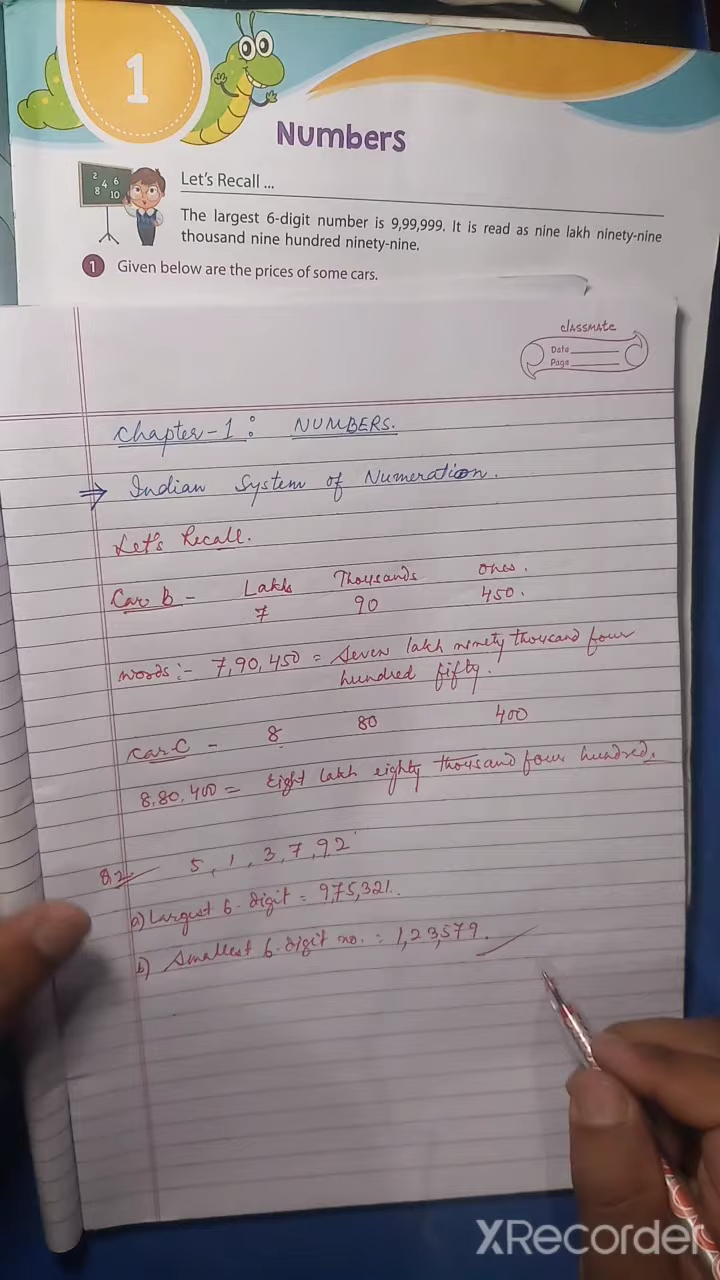 1
Numbers
2 4 6
8 10
Let's Recall ...
The largest 6-digit number is 9,99,999. It is read as nine lakh ninety-nine
thousand nine hundred ninety-nine.
1 Given below are the prices of some cars.
classmate
Date
Page
Chapter-1: NUMBERS.
⇒ Indian System of Numeration.
Let's Recall.
Car b - Lakhs Thousands ones.
7 90 450.
words:- 7,90,450 = Seven lakh ninety thousand four
hundred fifty.
Car C - 8 80 400
8,80,400 = Eight lakh eighty thousand four hundred.
Q.2 5, 1, 3, 7, 9,2
a) Largest 6-digit = 9,75,321.
b) Smallest 6-digit no. = 1,23,579.
XRecorder